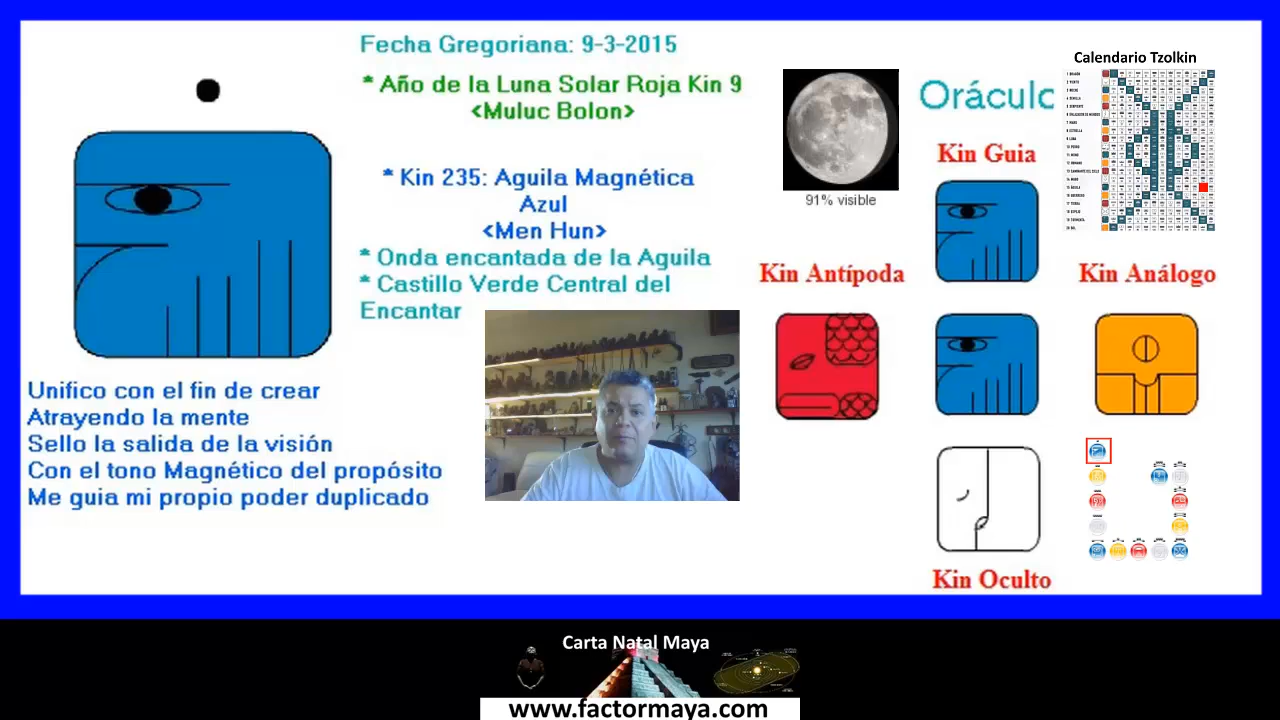 Fecha Gregoriana: 9-3-2015
* Año de la Luna Solar Roja Kin 9
<Muluc Bolon>
* Kin 235: Aguila Magnética
Azul
<Men Hun>
* Onda encantada de la Aguila
* Castillo Verde Central del
Encantar
Unifico con el fin de crear
Atrayendo la mente
Sello la salida de la visión
Con el tono Magnético del propósito
Me guia mi propio poder duplicado
91% visible
Calendario Tzolkin
Oráculo
Kin Guia
Kin Antípoda
Kin Análogo
Kin Oculto
Carta Natal Maya
www.factormaya.com